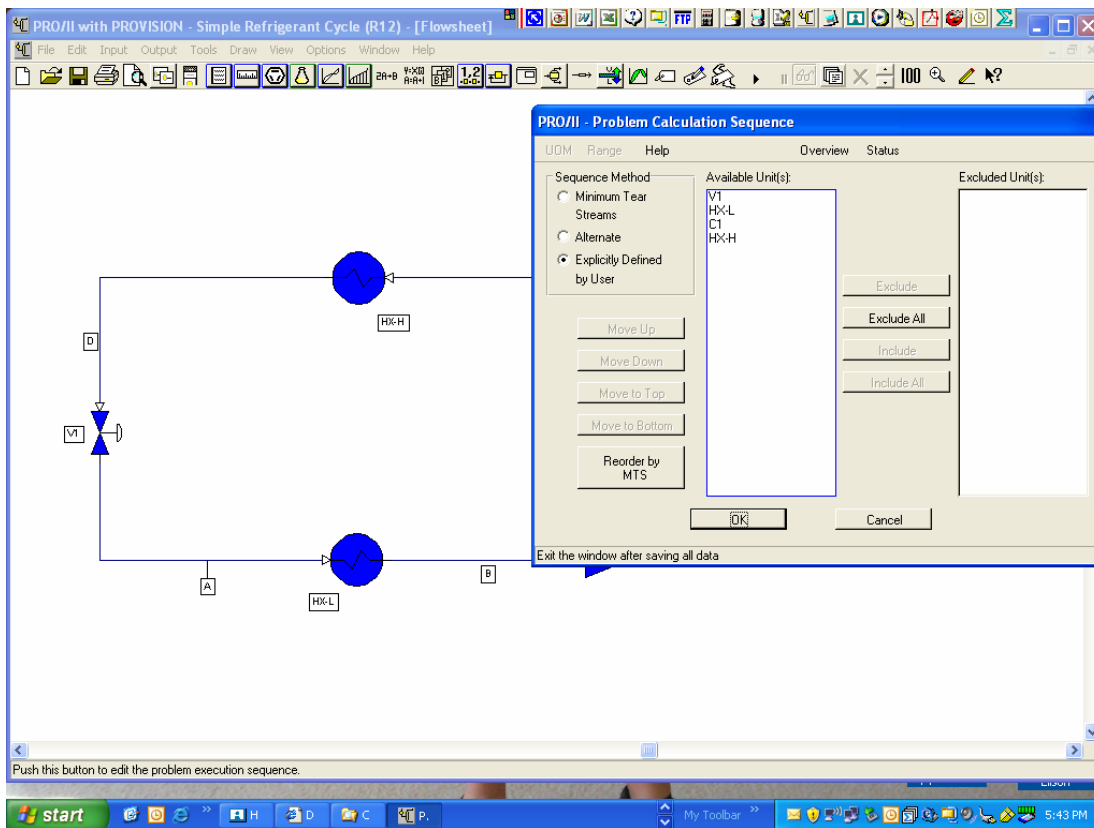 PRO/II with PROVISION - Simple Refrigerant Cycle (R12) - [Flowsheet]
FTP
File Edit Input Output Tools Draw View Options Window Help
100
PRO/II - Problem Calculation Sequence
UOM Range Help Overview Status
Sequence Method
Minimum Tear
Streams
Alternate
Explicitly Defined
by User
Move Up
Move Down
Move to Top
Move to Bottom
Reorder by
MTS
Available Unit(s):
V1
HX-L
C1
HX-H
Exclude
Exclude All
Include
Include All
Excluded Unit(s):
OK
Cancel
Exit the window after saving all data
HX-H
D
V1
A
HX-L
B
Push this button to edit the problem execution sequence.
start
H
D
C
P.
My Toolbar
5:43 PM